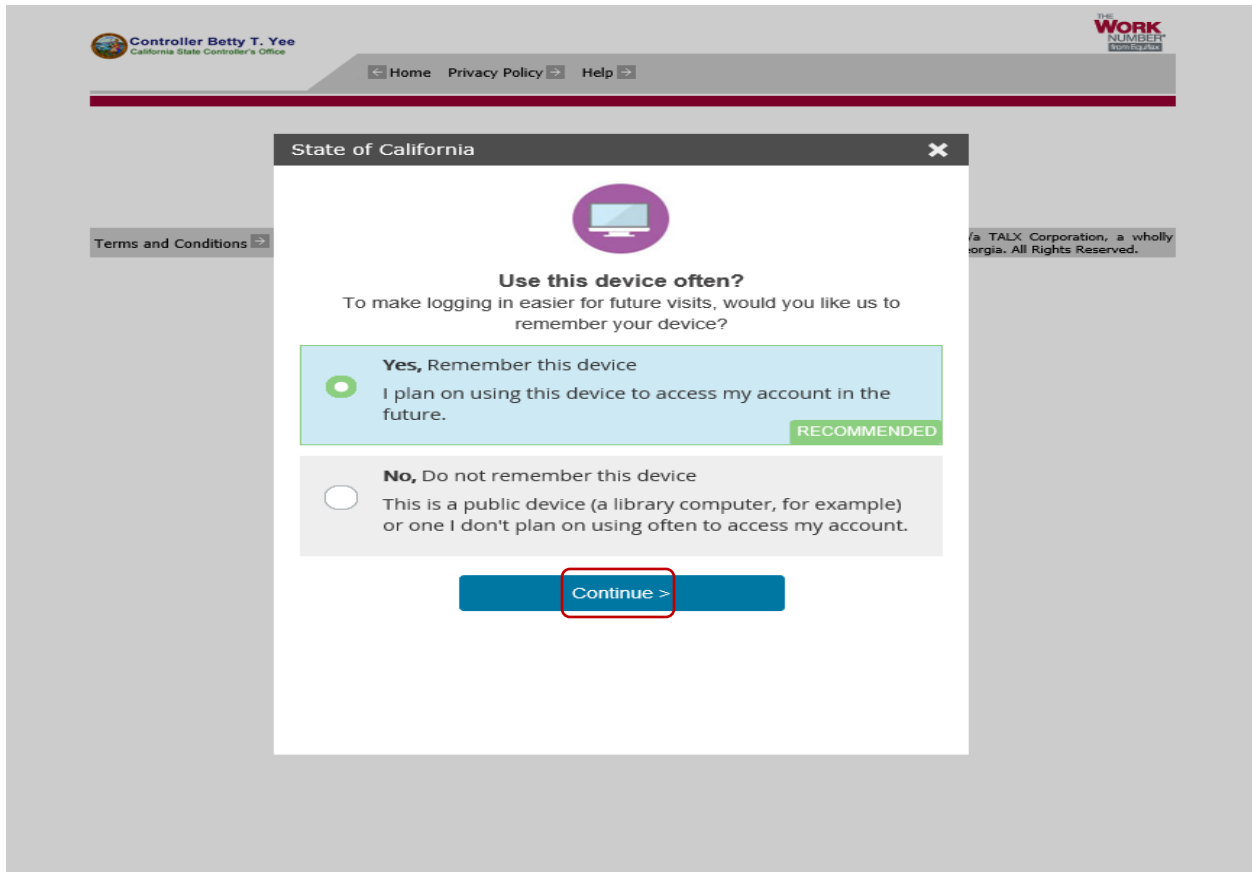 Controller Betty T. Yee
California State Controller's Office
THE
WORK
NUMBER®
from Equifax
Home Privacy Policy Help
State of California
Terms and Conditions
/a TALX Corporation, a wholly
eorgia. All Rights Reserved.
Use this device often?
To make logging in easier for future visits, would you like us to
remember your device?
Yes, Remember this device
I plan on using this device to access my account in the
future.
RECOMMENDED
No, Do not remember this device
This is a public device (a library computer, for example)
or one I don't plan on using often to access my account.
Continue >